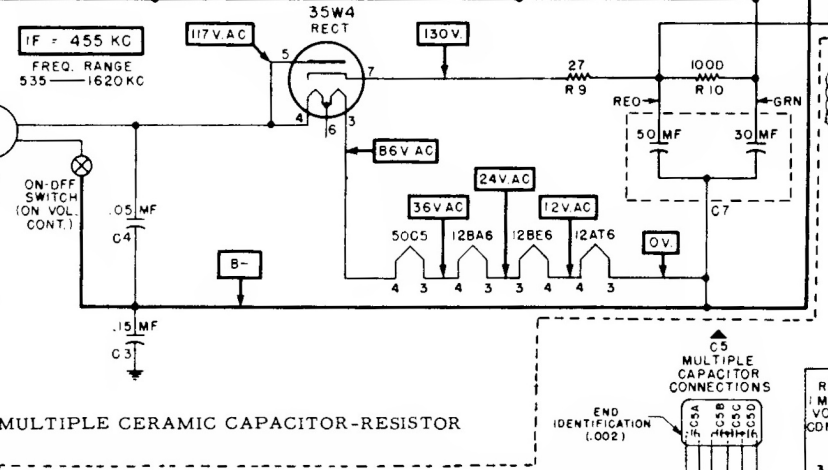 35W4
RECT
117 V. AC
130 V.
IF = 455 KC
FREQ. RANGE
535 — 1620 KC
5
7
4
6
3
27
R 9
1000
R 10
RED
GRN
50 MF
30 MF
C7
86 V AC
24 V. AC
36 V. AC
12 V. AC
0 V.
50C5
12BA6
12BE6
12AT6
4 3 4 3 3 4 4 3
ON-OFF
SWITCH
(ON VOL.
CONT.)
.05 MF
C4
B-
.15 MF
C3
C5
MULTIPLE
CAPACITOR
CONNECTIONS
END
IDENTIFICATION
(.002)
C5A
C5B
C5C
C5D
MULTIPLE CERAMIC CAPACITOR-RESISTOR
R
1 M
VO
CON